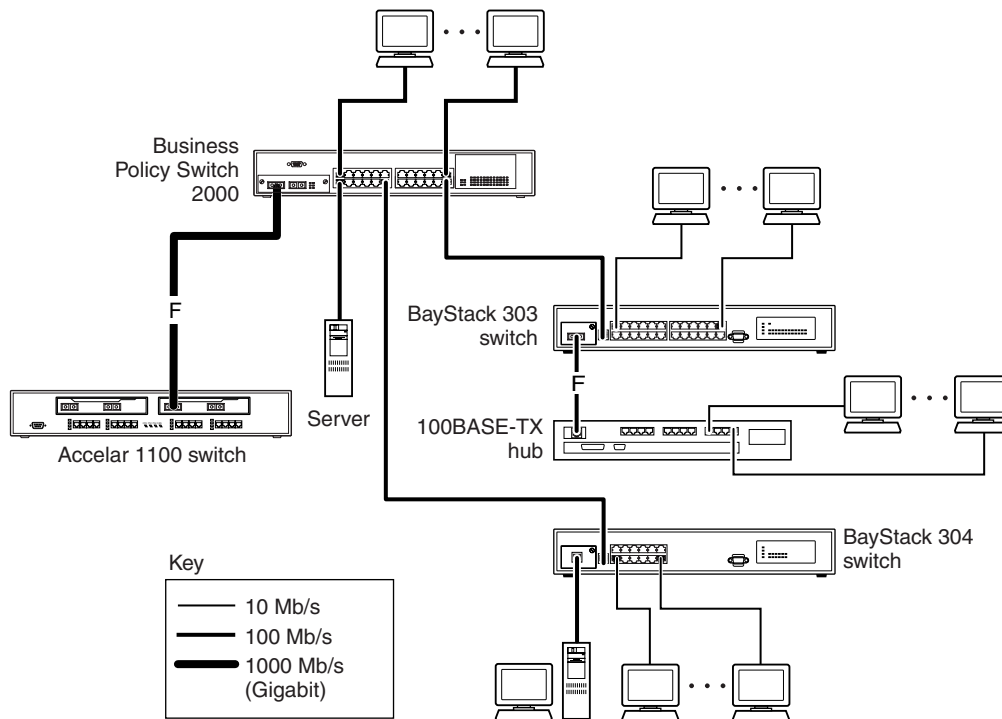 Business
Policy Switch
2000
F
BayStack 303
switch
F
Server
100BASE-TX
hub
Accelar 1100 switch
BayStack 304
switch
Key
10 Mb/s
100 Mb/s
1000 Mb/s
(Gigabit)